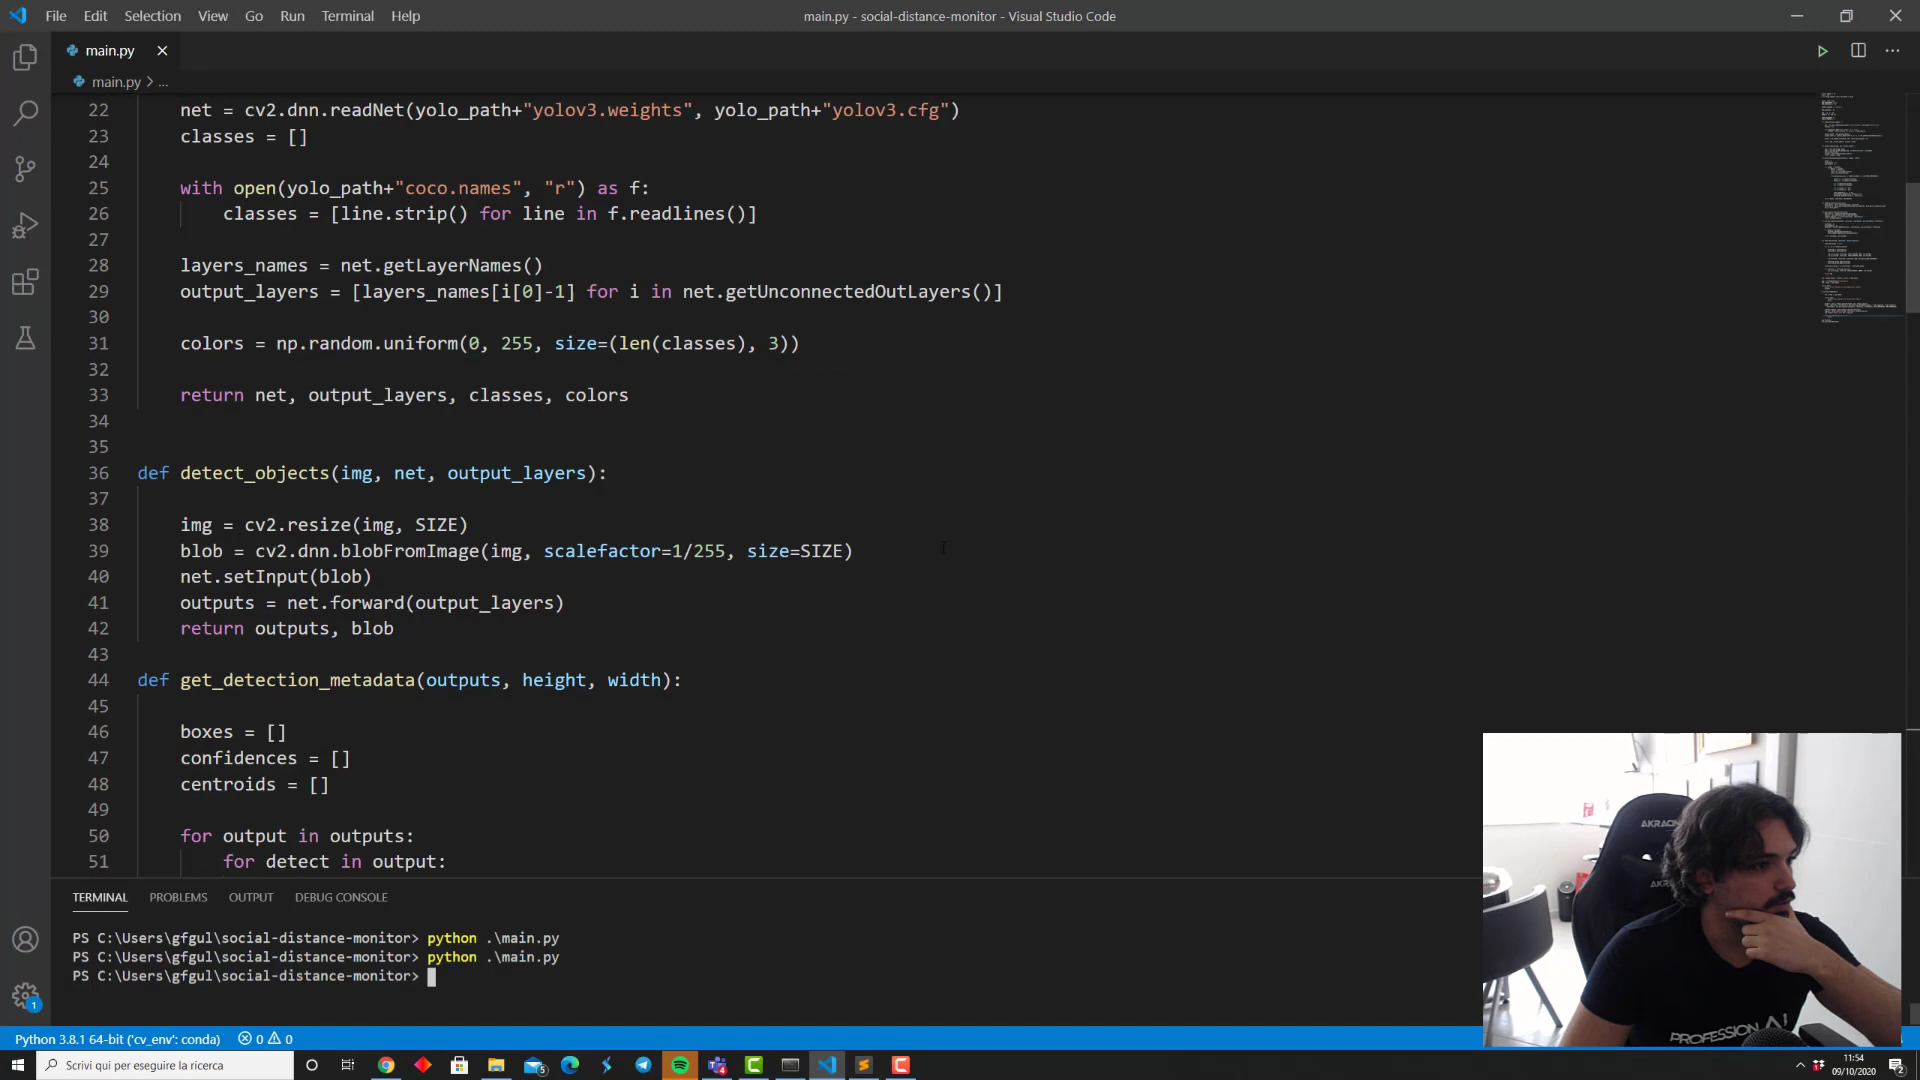 File Edit Selection View Go Run Terminal Help
main.py - social-distance-monitor - Visual Studio Code
main.py
main.py > ...
22 net = cv2.dnn.readNet(yolo_path+"yolov3.weights", yolo_path+"yolov3.cfg")
23 classes = []
24
25 with open(yolo_path+"coco.names", "r") as f:
26 classes = [line.strip() for line in f.readlines()]
27
28 layers_names = net.getLayerNames()
29 output_layers = [layers_names[i[0]-1] for i in net.getUnconnectedOutLayers()]
30
31 colors = np.random.uniform(0, 255, size=(len(classes), 3))
32
33 return net, output_layers, classes, colors
34
35
36 def detect_objects(img, net, output_layers):
37
38 img = cv2.resize(img, SIZE)
39 blob = cv2.dnn.blobFromImage(img, scalefactor=1/255, size=SIZE)
40 net.setInput(blob)
41 outputs = net.forward(output_layers)
42 return outputs, blob
43
44 def get_detection_metadata(outputs, height, width):
45
46 boxes = []
47 confidences = []
48 centroids = []
49
50 for output in outputs:
51 for detect in output:
TERMINAL PROBLEMS OUTPUT DEBUG CONSOLE
PS C:\Users\gfgul\social-distance-monitor> python .\main.py
PS C:\Users\gfgul\social-distance-monitor> python .\main.py
PS C:\Users\gfgul\social-distance-monitor>
AKRACING
PROFESSION AI
1
Python 3.8.1 64-bit ('cv_env': conda) 0 0
Scrivi qui per eseguire la ricerca
5
4
11:54
09/10/2020
2